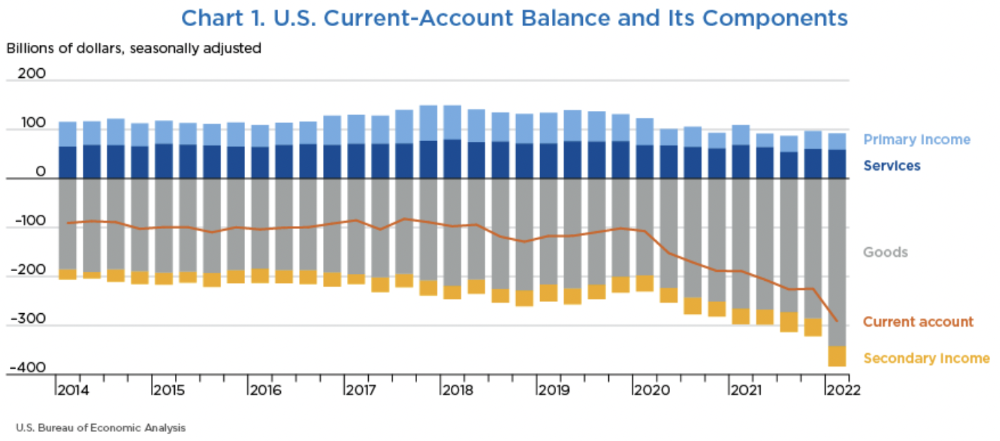 Chart 1. U.S. Current-Account Balance and Its Components
Billions of dollars, seasonally adjusted
200
100
0
-100
-200
-300
-400
Primary Income
Services
Goods
Current account
Secondary Income
2014 2015 2016 2017 2018 2019 2020 2021 2022
U.S. Bureau of Economic Analysis